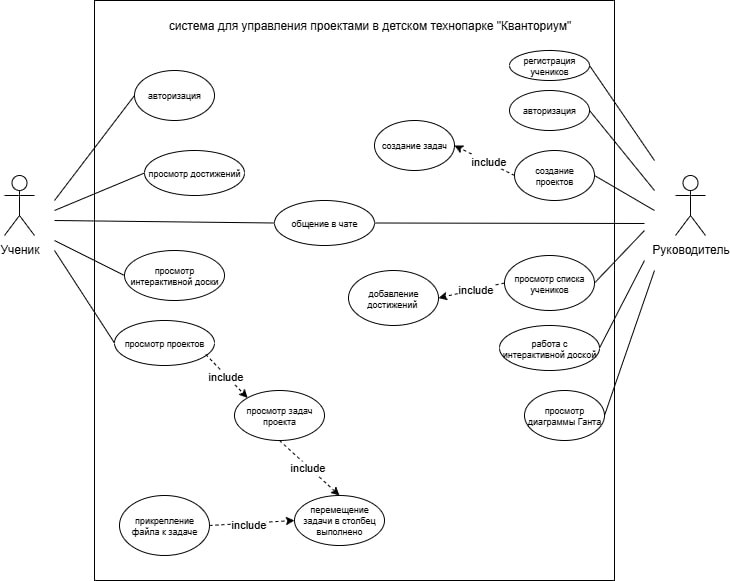 система для управления проектами в детском технопарке "Кванториум"
регистрация
учеников
авторизация
авторизация
создание задач
include
создание
проектов
просмотр достижений
общение в чате
Ученик
Руководитель
просмотр
интерактивной доски
просмотр списка
учеников
include
добавление
достижений
просмотр проектов
работа с
интерактивной доской
include
просмотр задач
проекта
просмотр
диаграммы Ганта
include
прикрепление
файла к задаче
include
перемещение
задачи в столбец
выполнено